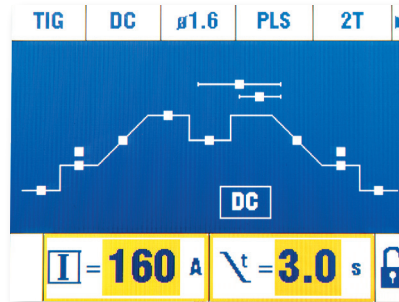 TIG DC ø1.6 PLS 2T
DC
I = 160 A t = 3.0 s